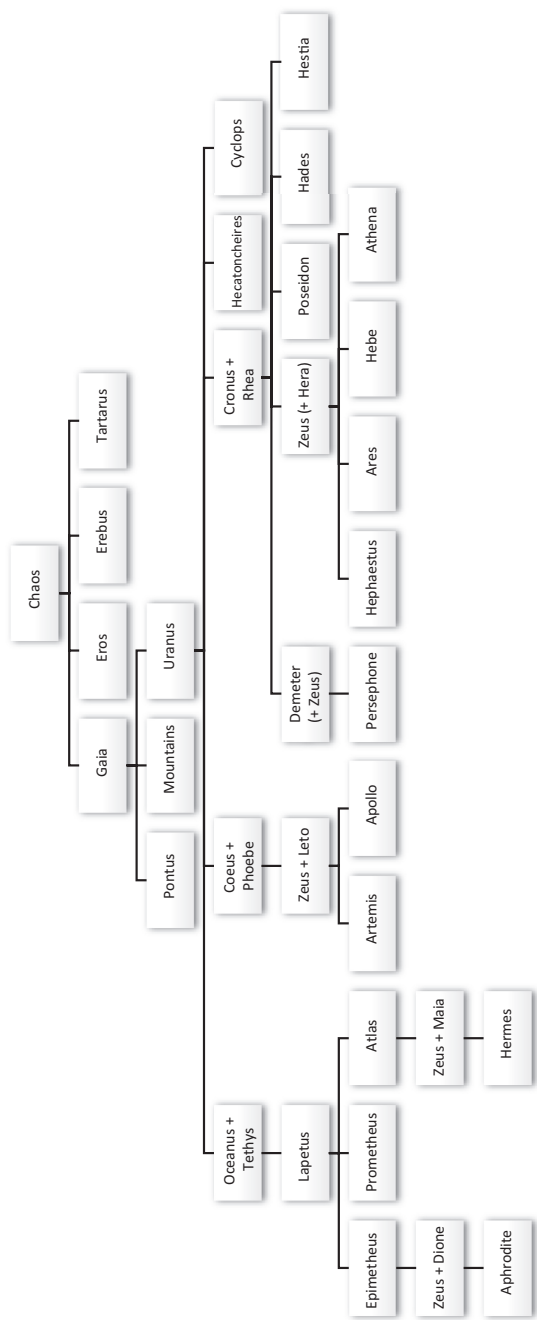 Chaos
Gaia
Eros
Erebus
Tartarus
Pontus
Mountains
Uranus
Oceanus +
Tethys
Coeus +
Phoebe
Cronus +
Rhea
Hecatoncheires
Cyclops
Lapetus
Zeus + Leto
Demeter
(+ Zeus)
Zeus (+ Hera)
Poseidon
Hades
Hestia
Epimetheus
Prometheus
Atlas
Artemis
Apollo
Persephone
Hephaestus
Ares
Hebe
Athena
Zeus + Dione
Zeus + Maia
Aphrodite
Hermes